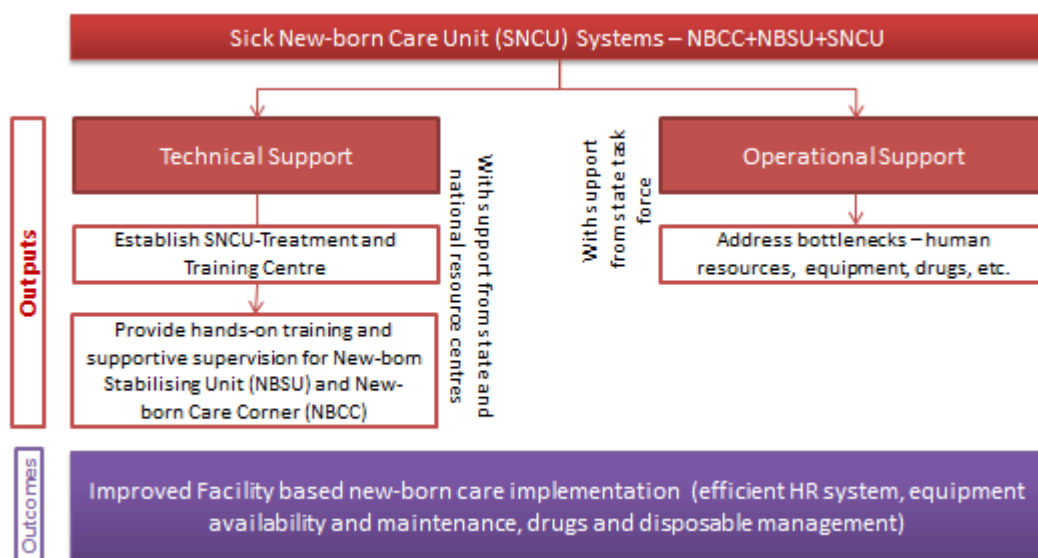 Sick New-born Care Unit (SNCU) Systems – NBCC+NBSU+SNCU
Outputs
Technical Support
With support from state and
national resource centres
With support
from state task
force
Operational Support
Establish SNCU-Treatment and
Training Centre
Address bottlenecks – human
resources, equipment, drugs, etc.
Provide hands-on training and
supportive supervision for New-born
Stabilising Unit (NBSU) and New-
born Care Corner (NBCC)
Outcomes
Improved Facility based new-born care implementation (efficient HR system, equipment
availability and maintenance, drugs and disposable management)